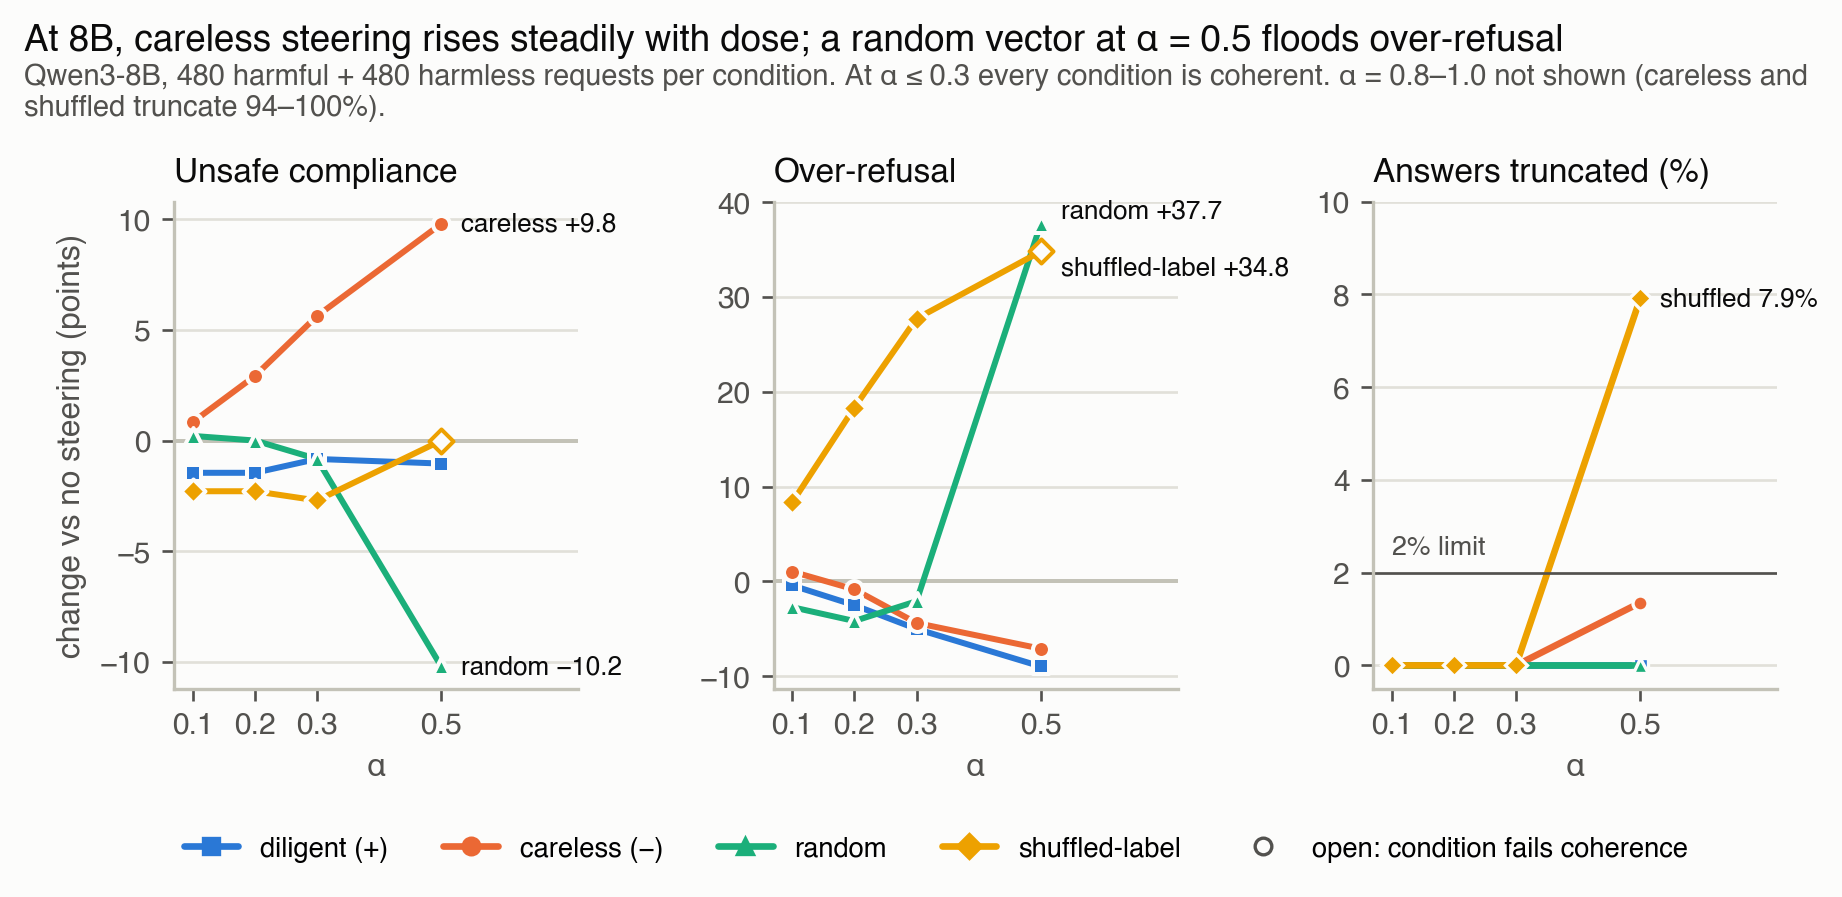 At 8B, careless steering rises steadily with dose; a random vector at α = 0.5 floods over-refusal
Qwen3-8B, 480 harmful + 480 harmless requests per condition. At α ≤ 0.3 every condition is coherent. α = 0.8–1.0 not shown (careless and
shuffled truncate 94–100%).
Unsafe compliance
change vs no steering (points)
10
5
0
−5
−10
careless +9.8
random −10.2
0.1 0.2 0.3 0.5
α
Over-refusal
40
30
20
10
0
−10
random +37.7
shuffled-label +34.8
0.1 0.2 0.3 0.5
α
Answers truncated (%)
10
8
6
4
2
0
shuffled 7.9%
2% limit
0.1 0.2 0.3 0.5
α
diligent (+) careless (−) random shuffled-label open: condition fails coherence